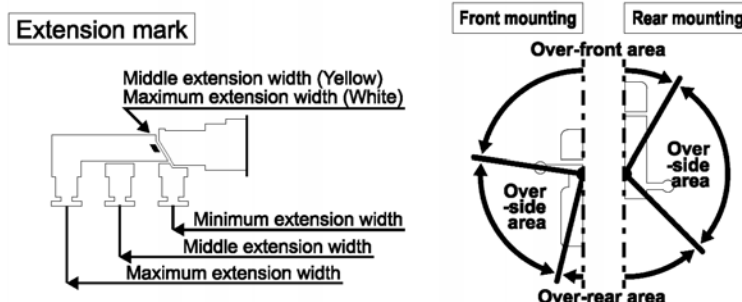 Extension mark
Middle extension width (Yellow)
Maximum extension width (White)
Minimum extension width
Middle extension width
Maximum extension width
Front mounting
Rear mounting
Over-front area
Over
-side
area
Over
-side
area
Over-rear area